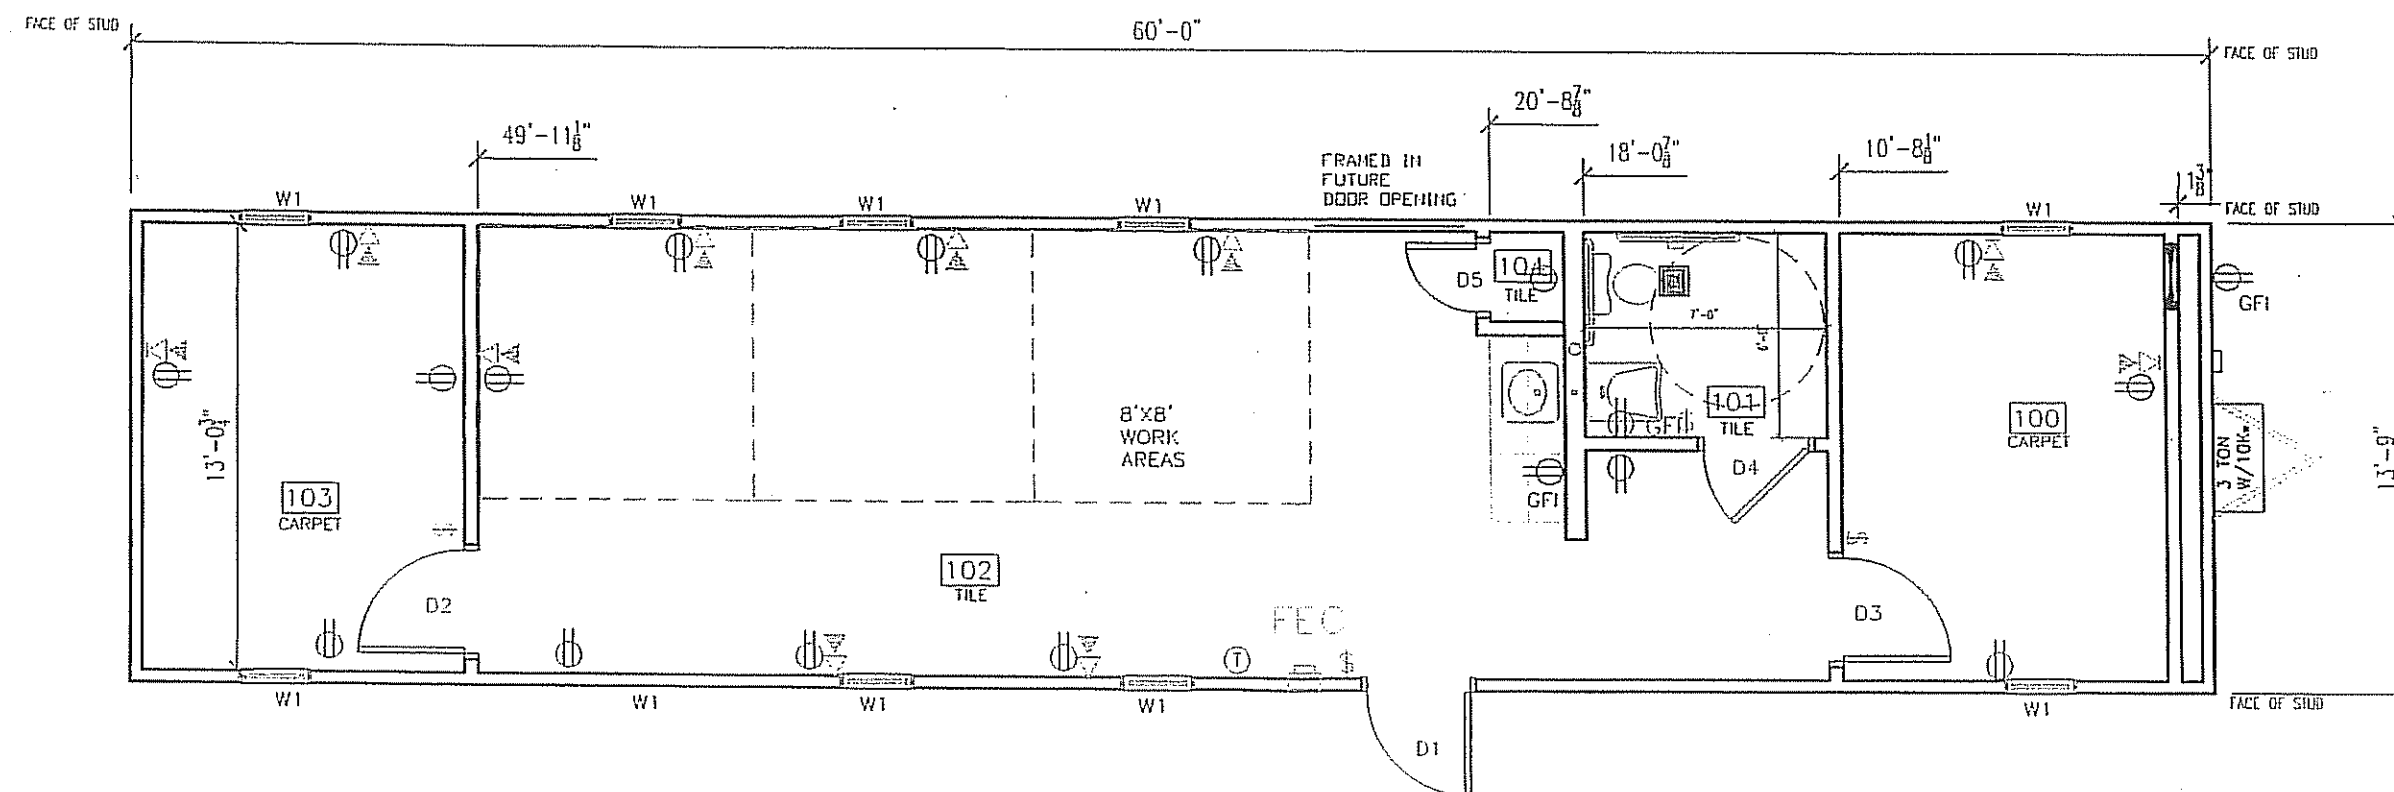 FACE OF STUD
60'-0"
FACE OF STUD
49'-11 1/8"
20'-8 7/8"
18'-0 7/8"
10'-8 1/8"
1 3/8"
FRAMED IN
FUTURE
DOOR OPENING
W1
W1
W1
W1
W1
FACE OF STUD
D5
TILE
GFI
7'-0"
13'-0 3/4"
8'X8'
WORK
AREAS
101
TILE
GFI
100
CARPET
3 TON
W/10KW
13'-9"
103
CARPET
D4
GFI
$
$
102
TILE
D2
FEC
D3
T
$
W1
W1
W1
W1
W1
FACE OF STUD
D1